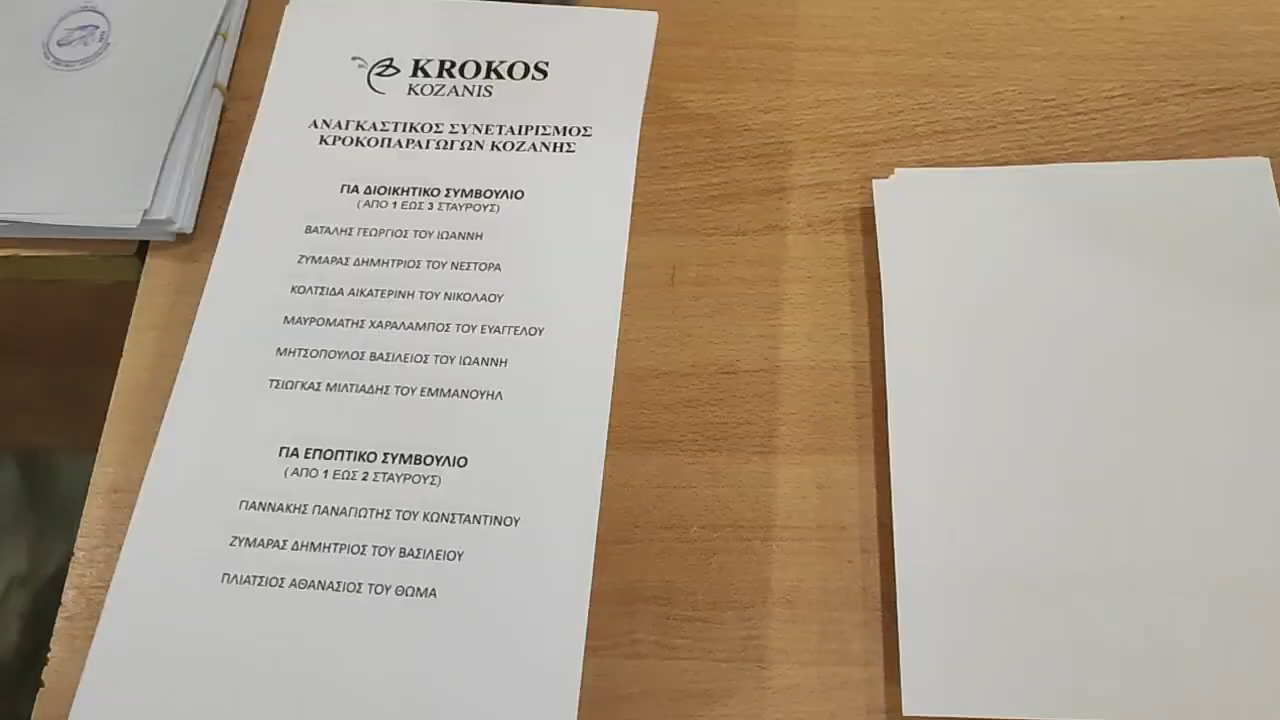 KROKOS
KOZANIS
ΑΝΑΓΚΑΣΤΙΚΟΣ ΣΥΝΕΤΑΙΡΙΣΜΟΣ
ΚΡΟΚΟΠΑΡΑΓΩΓΩΝ ΚΟΖΑΝΗΣ
ΓΙΑ ΔΙΟΙΚΗΤΙΚΟ ΣΥΜΒΟΥΛΙΟ
( ΑΠΟ 1 ΕΩΣ 3 ΣΤΑΥΡΟΥΣ)
ΒΑΤΑΛΗΣ ΓΕΩΡΓΙΟΣ ΤΟΥ ΙΩΑΝΝΗ
ΖΥΜΑΡΑΣ ΔΗΜΗΤΡΙΟΣ ΤΟΥ ΝΕΣΤΟΡΑ
ΚΟΛΤΣΙΔΑ ΑΙΚΑΤΕΡΙΝΗ ΤΟΥ ΝΙΚΟΛΑΟΥ
ΜΑΥΡΟΜΑΤΗΣ ΧΑΡΑΛΑΜΠΟΣ ΤΟΥ ΕΥΑΓΓΕΛΟΥ
ΜΗΤΣΟΠΟΥΛΟΣ ΒΑΣΙΛΕΙΟΣ ΤΟΥ ΙΩΑΝΝΗ
ΤΣΙΩΓΚΑΣ ΜΙΛΤΙΑΔΗΣ ΤΟΥ ΕΜΜΑΝΟΥΗΛ
ΓΙΑ ΕΠΟΠΤΙΚΟ ΣΥΜΒΟΥΛΙΟ
( ΑΠΟ 1 ΕΩΣ 2 ΣΤΑΥΡΟΥΣ)
ΓΙΑΝΝΑΚΗΣ ΠΑΝΑΓΙΩΤΗΣ ΤΟΥ ΚΩΝΣΤΑΝΤΙΝΟΥ
ΖΥΜΑΡΑΣ ΔΗΜΗΤΡΙΟΣ ΤΟΥ ΒΑΣΙΛΕΙΟΥ
ΠΛΙΑΤΣΙΟΣ ΑΘΑΝΑΣΙΟΣ ΤΟΥ ΘΩΜΑ